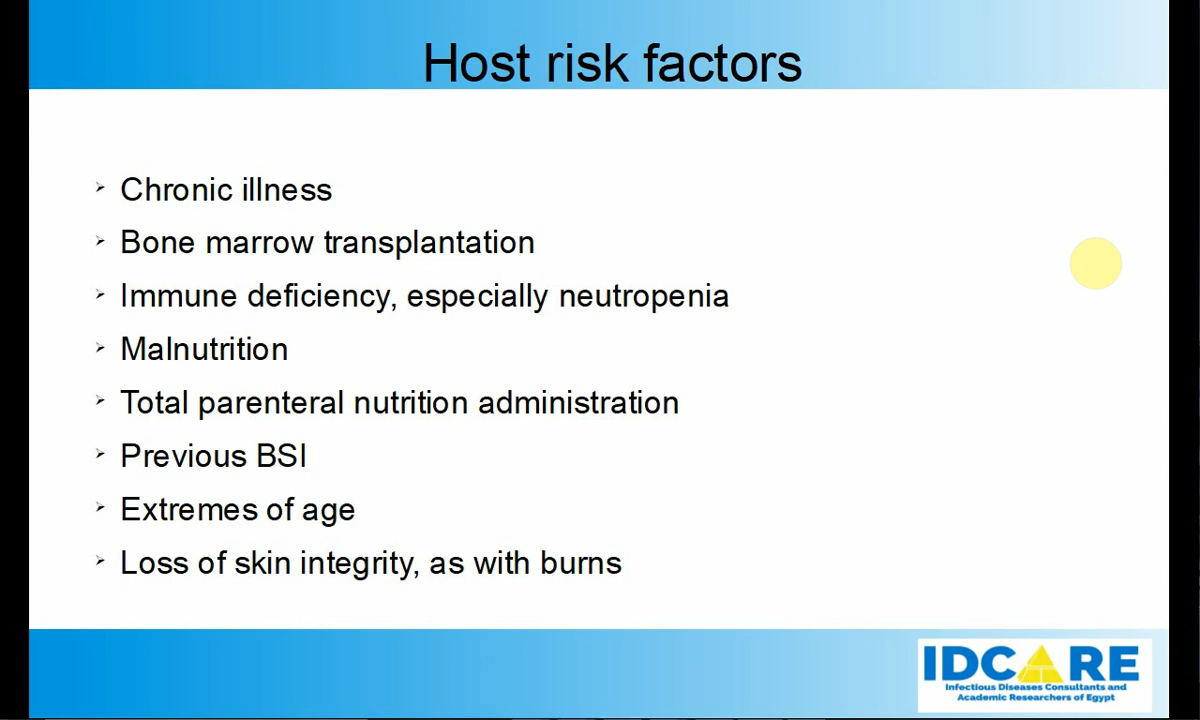 Host risk factors
Chronic illness
Bone marrow transplantation
Immune deficiency, especially neutropenia
Malnutrition
Total parenteral nutrition administration
Previous BSI
Extremes of age
Loss of skin integrity, as with burns
IDCARE
Infectious Diseases Consultants and
Academic Researchers of Egypt